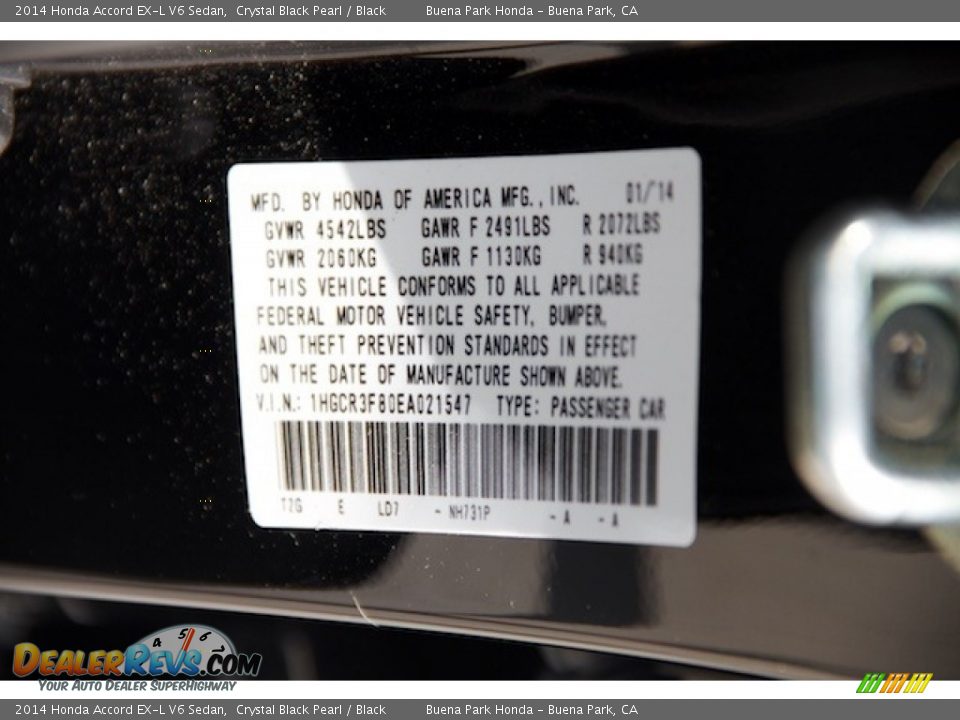 2014 Honda Accord EX-L V6 Sedan, Crystal Black Pearl / Black Buena Park Honda - Buena Park, CA
MFD. BY HONDA OF AMERICA MFG., INC. 01/'14
GVWR 4542LBS GAWR F 2491LBS R 2072LBS
GVWR 2060KG GAWR F 1130KG R 940KG
THIS VEHICLE CONFORMS TO ALL APPLICABLE
FEDERAL MOTOR VEHICLE SAFETY, BUMPER,
AND THEFT PREVENTION STANDARDS IN EFFECT
ON THE DATE OF MANUFACTURE SHOWN ABOVE.
V.I.N.: 1HGCR3F80EA021547 TYPE: PASSENGER CAR
T2G E LD7 - NH731P - A - A
4 5 6
DEALERREVS.COM
YOUR AUTO DEALER SUPERHIGHWAY
2014 Honda Accord EX-L V6 Sedan, Crystal Black Pearl / Black Buena Park Honda - Buena Park, CA